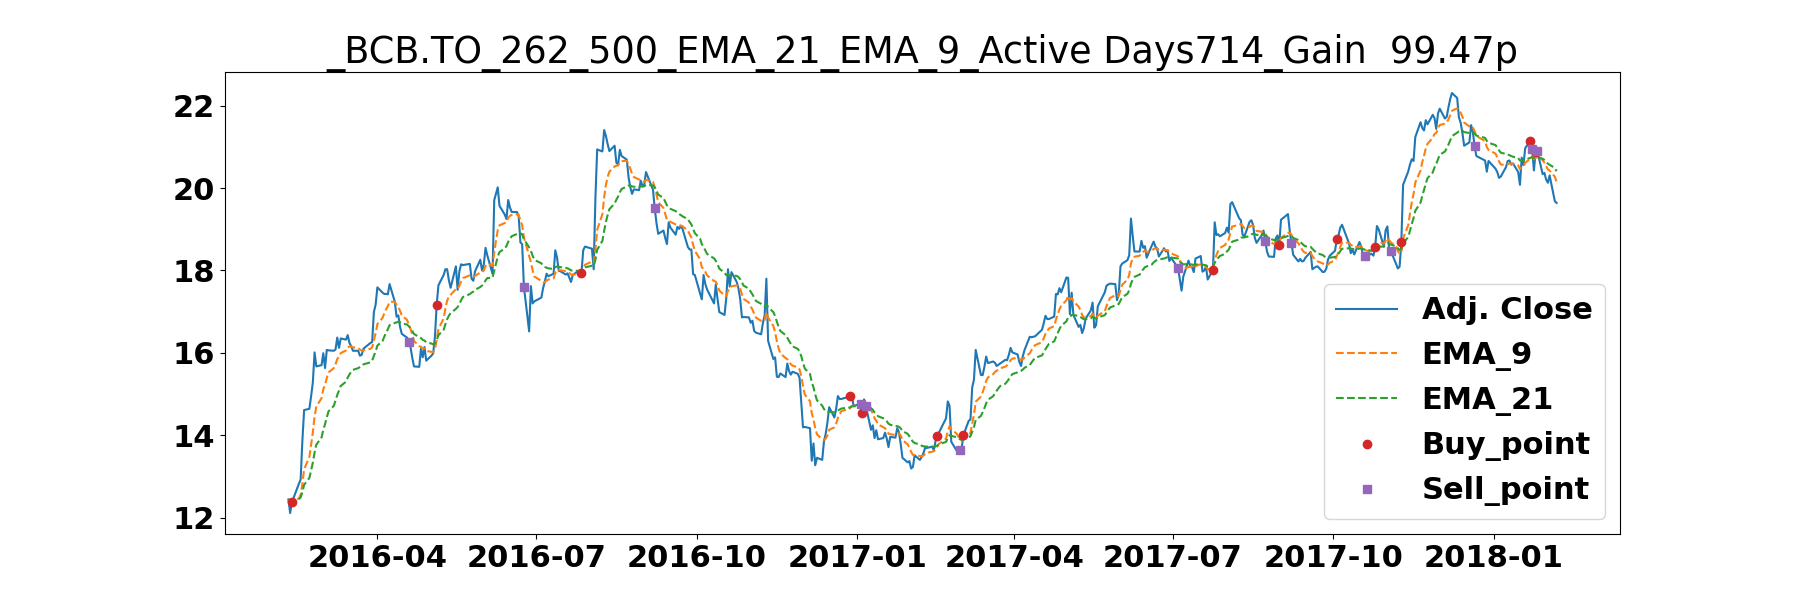 _BCB.TO_262_500_EMA_21_EMA_9_Active Days714_Gain  99.47p
22
20
18
16
14
12
2016-04 2016-07 2016-10 2017-01 2017-04 2017-07 2017-10 2018-01
Adj. Close
EMA_9
EMA_21
Buy_point
Sell_point